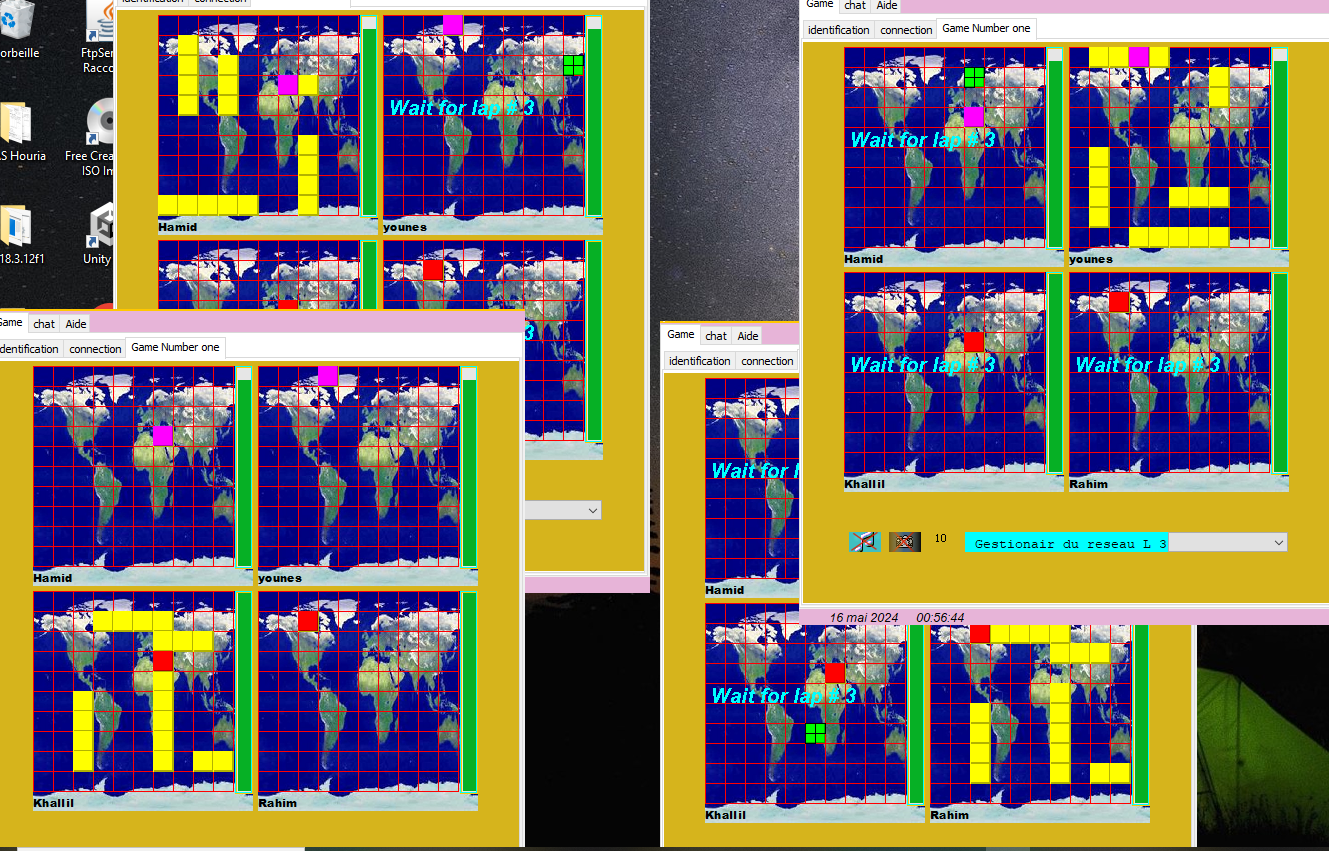 orbeille
FtpSer
Racco
S Houria
Free Crea
ISO Im
18.3.12f1
Unity
identification connection
Wait for lap # 3
Hamid
younes
3
Game chat Aide
identification connection Game Number one
Wait for lap # 3
Hamid
younes
Wait for lap # 3
Wait for lap # 3
Khallil
Rahim
10
Gestionair du reseau L 3
16 mai 2024 00:56:44
Game chat Aide
dentification connection Game Number one
Hamid
younes
Khallil
Rahim
Game chat Aide
identification connection
Wait for l
Hamid
Wait for lap # 3
Khallil
Rahim